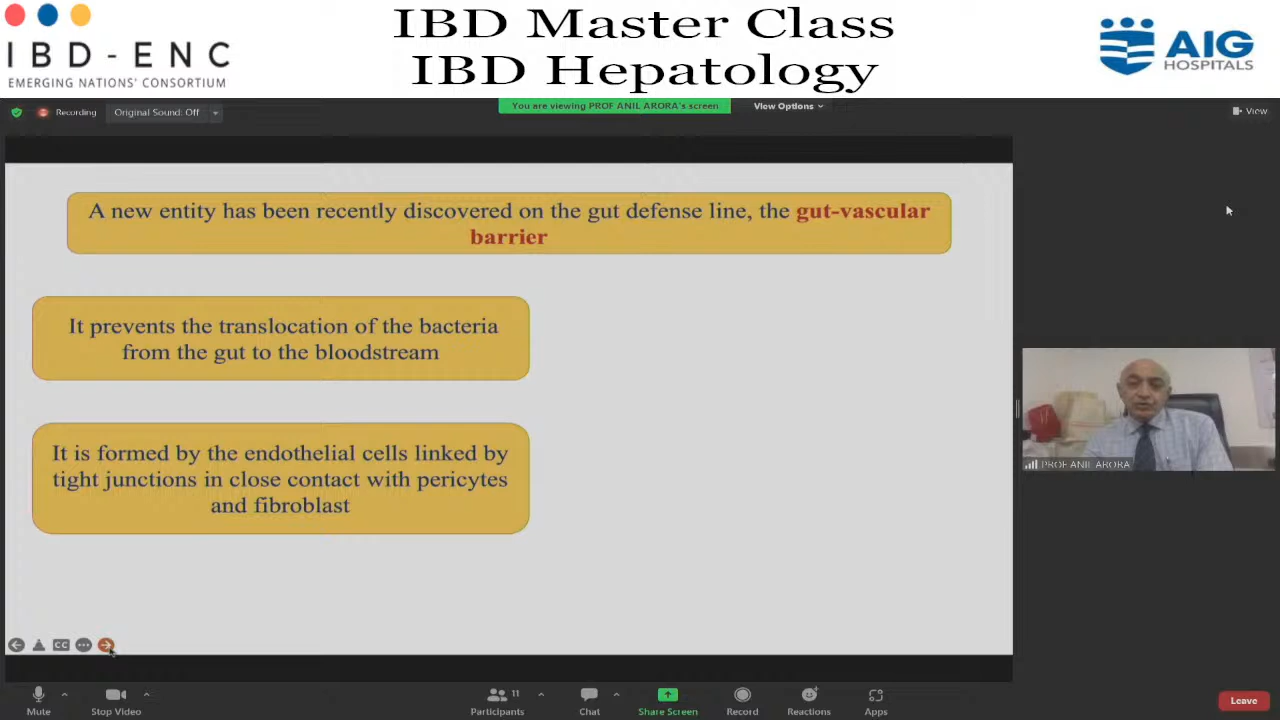 IBD Master Class
IBD Hepatology
IBD-ENC
EMERGING NATIONS' CONSORTIUM
AIG
HOSPITALS
Recording
Original Sound: Off
You are viewing PROF ANIL ARORA's screen
View Options
View
A new entity has been recently discovered on the gut defense line, the gut-vascular
barrier
It prevents the translocation of the bacteria
from the gut to the bloodstream
It is formed by the endothelial cells linked by
tight junctions in close contact with pericytes
and fibroblast
PROF ANIL ARORA
CC
Mute
Stop Video
11
Participants
Chat
Share Screen
Record
Reactions
Apps
Leave